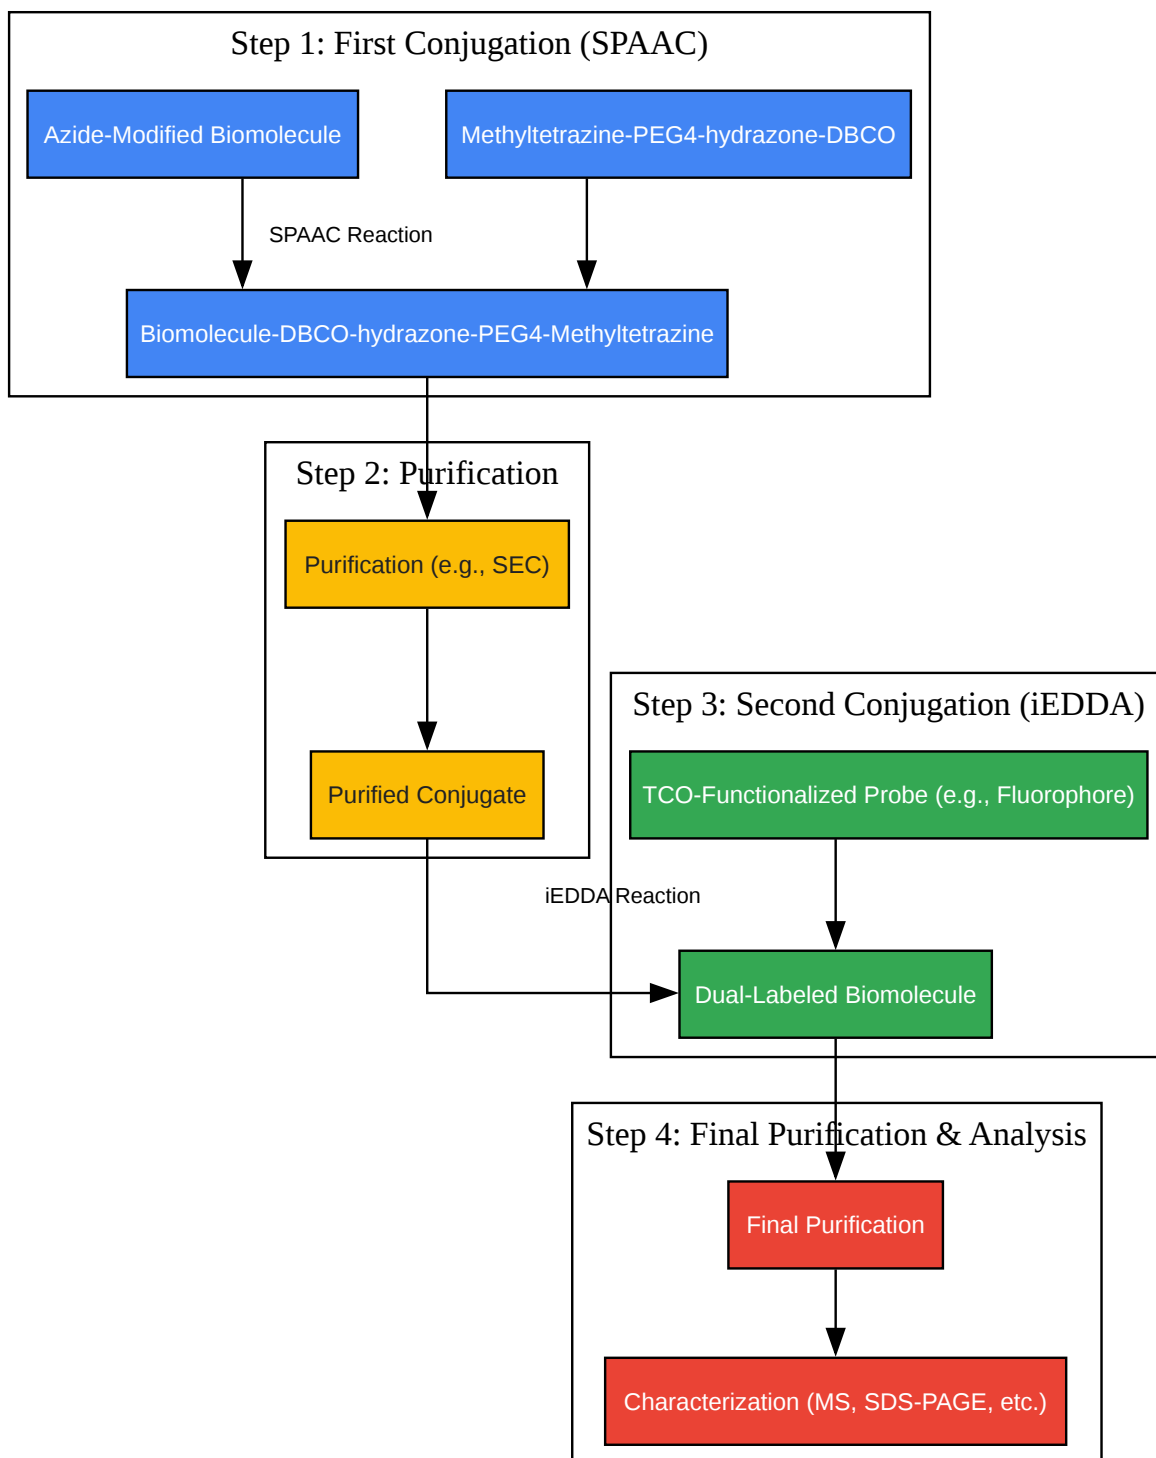 Step 1: First Conjugation (SPAAC)
Azide-Modified Biomolecule
Methyltetrazine-PEG4-hydrazone-DBCO
SPAAC Reaction
Biomolecule-DBCO-hydrazone-PEG4-Methyltetrazine
Step 2: Purification
Purification (e.g., SEC)
Purified Conjugate
Step 3: Second Conjugation (iEDDA)
TCO-Functionalized Probe (e.g., Fluorophore)
iEDDA Reaction
Dual-Labeled Biomolecule
Step 4: Final Purification & Analysis
Final Purification
Characterization (MS, SDS-PAGE, etc.)